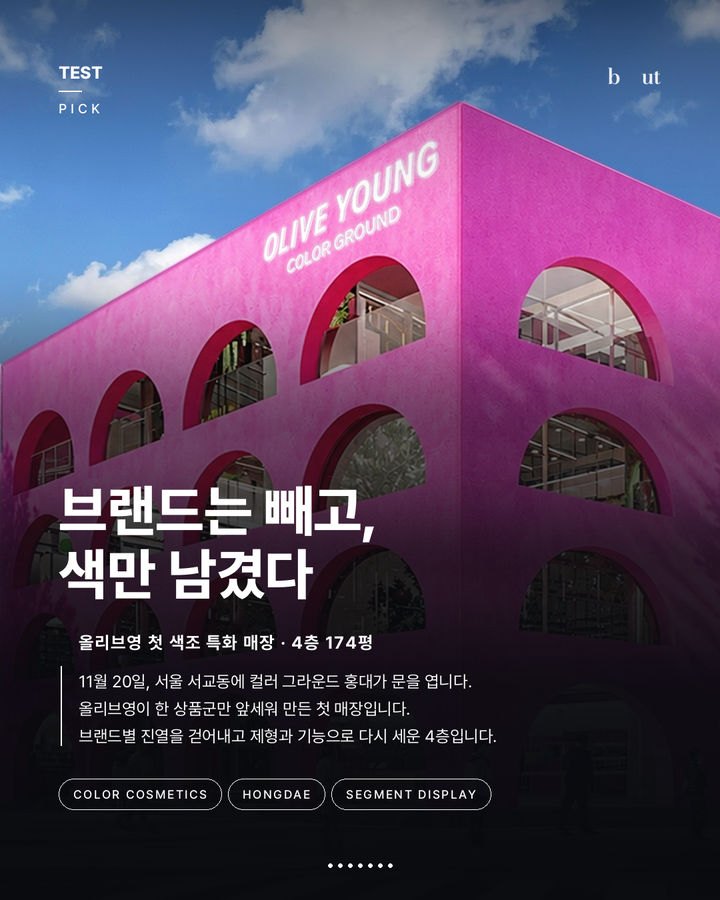 TEST
PICK
b ut
OLIVE YOUNG
COLOR GROUND
브랜드는 빼고,
색만 남겼다
올리브영 첫 색조 특화 매장 · 4층 174평
11월 20일, 서울 서교동에 컬러 그라운드 홍대가 문을 엽니다.
올리브영이 한 상품군만 앞세워 만든 첫 매장입니다.
브랜드별 진열을 걷어내고 제형과 기능으로 다시 세운 4층입니다.
COLOR COSMETICS
HONGDAE
SEGMENT DISPLAY